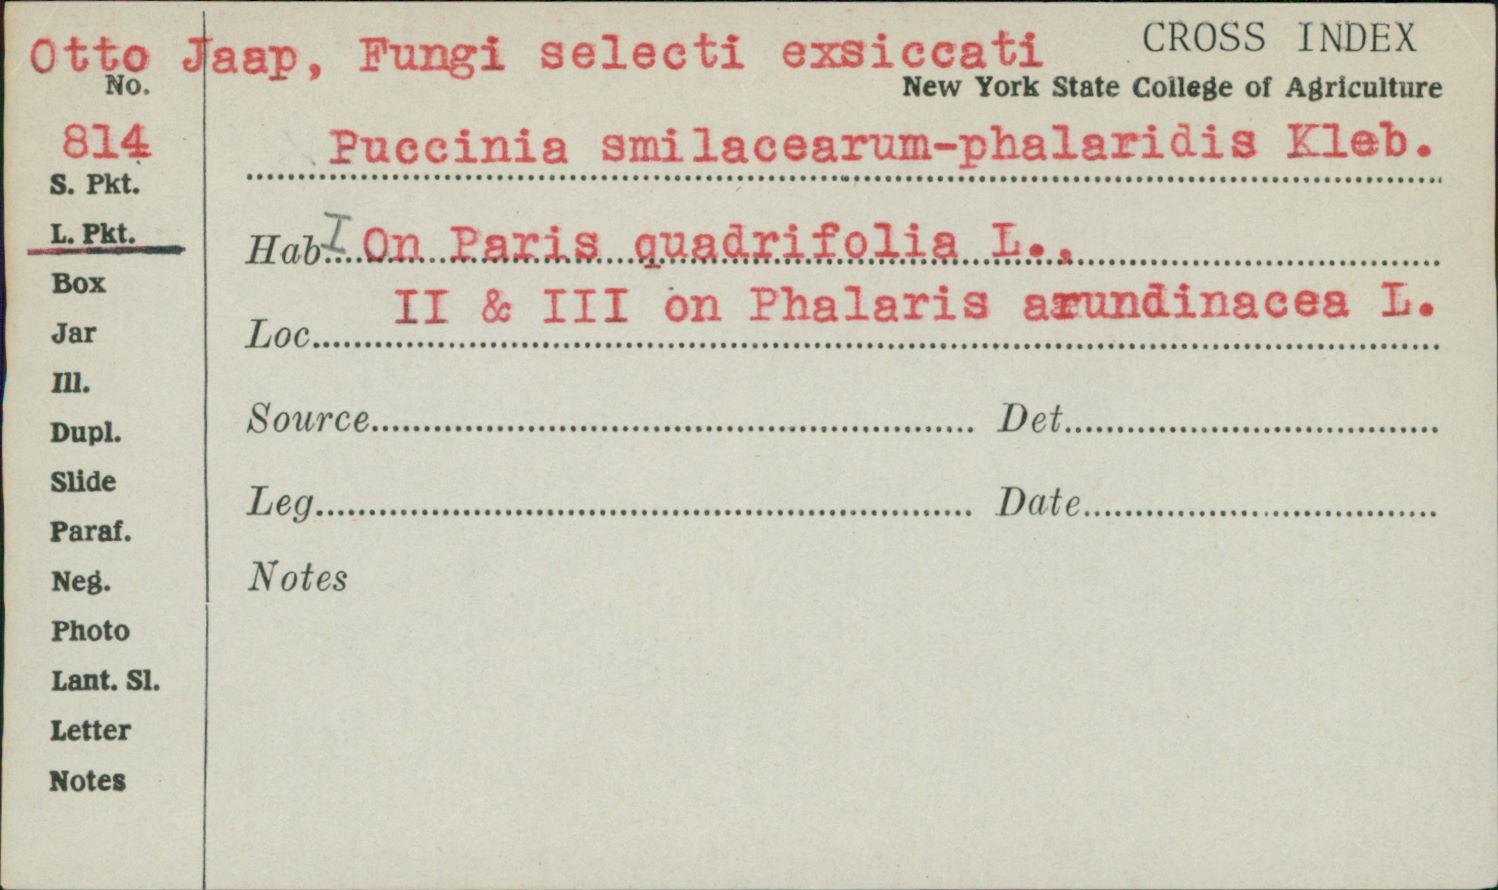 Otto Jaap, Fungi selecti exsiccati CROSS INDEX
No. New York State College of Agriculture
814 Puccinia smilacearum-phalaridis Kleb.
S. Pkt.
L. Pkt.
Hab. I On Paris quadrifolia L.,
Box
II & III on Phalaris arundinacea L.
Jar Loc.
Ill.
Dupl. Source Det.
Slide
Leg. Date
Paraf.
Neg. Notes
Photo
Lant. Sl.
Letter
Notes